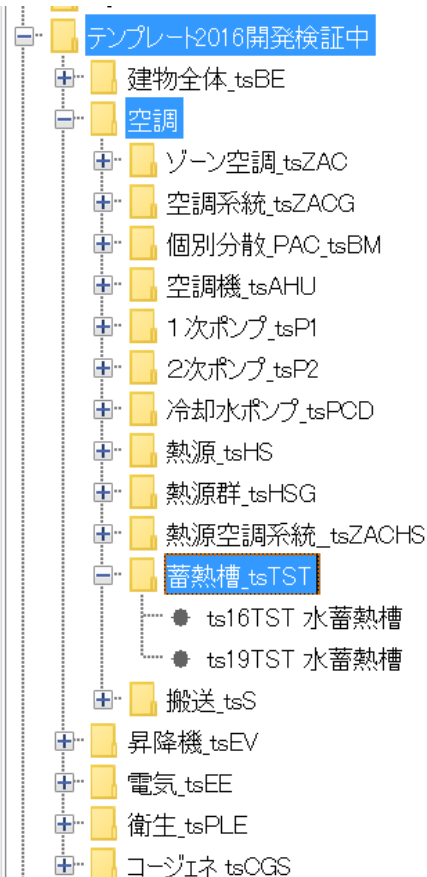 テンプレート2016開発検証中
建物全体_tsBE
空調
ゾーン空調_tsZAC
空調系統_tsZACG
個別分散_PAC_tsBM
空調機_tsAHU
１次ポンプ_tsP1
２次ポンプ_tsP2
冷却水ポンプ_tsPCD
熱源_tsHS
熱源群_tsHSG
熱源空調系統_tsZACHS
蓄熱槽_tsTST
ts16TST 水蓄熱槽
ts19TST 水蓄熱槽
搬送_tsS
昇降機_tsEV
電気_tsEE
衛生_tsPLE
コージェネ tsCGS